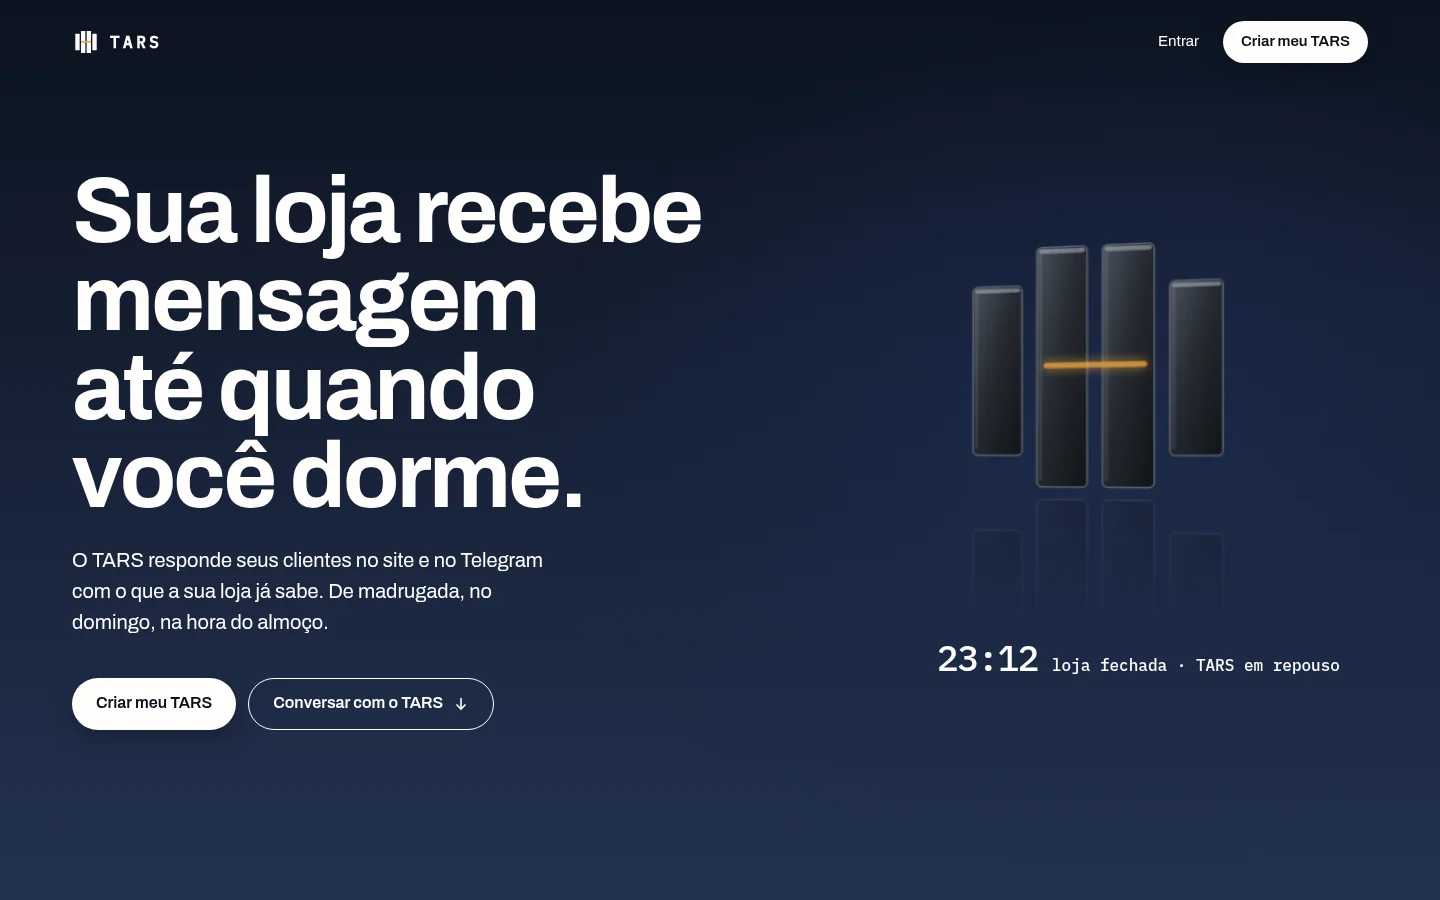 TARS
Entrar
Criar meu TARS
Sua loja recebe
mensagem
até quando
você dorme.
O TARS responde seus clientes no site e no Telegram
com o que a sua loja já sabe. De madrugada, no
domingo, na hora do almoço.
Criar meu TARS
Conversar com o TARS ↓
23:12 loja fechada · TARS em repouso